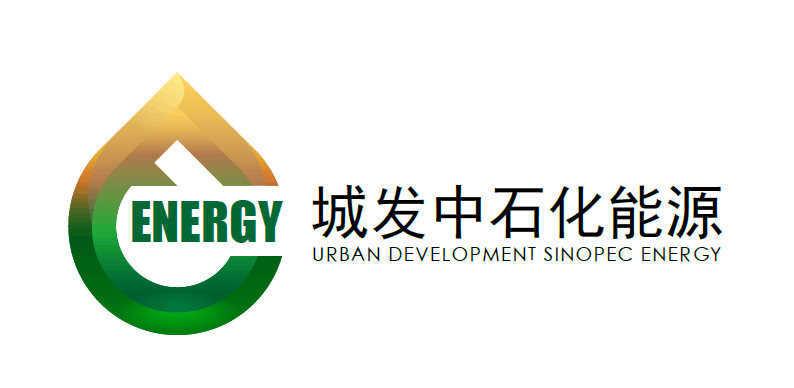 ENERGY
城发中石化能源
URBAN DEVELOPMENT SINOPEC ENERGY